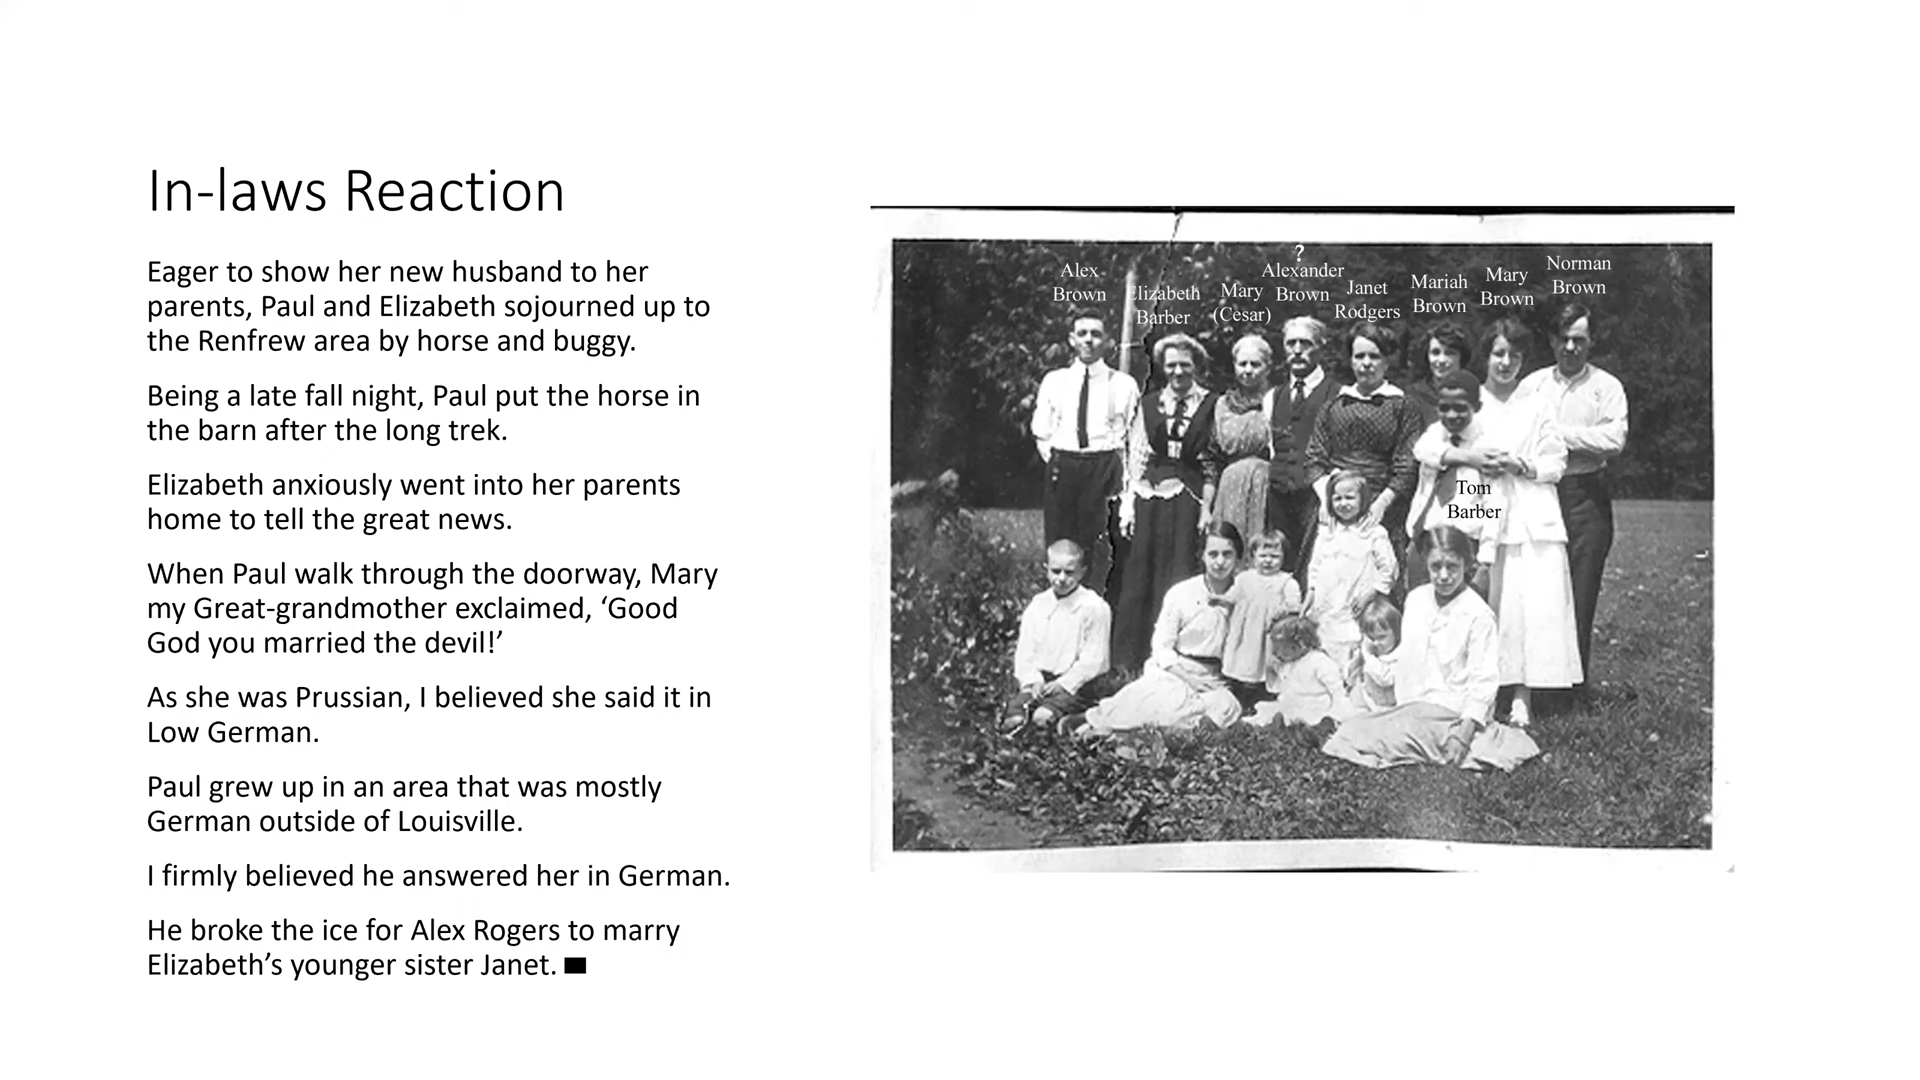 In-laws Reaction
Eager to show her new husband to her
parents, Paul and Elizabeth sojourned up to
the Renfrew area by horse and buggy.
Being a late fall night, Paul put the horse in
the barn after the long trek.
Elizabeth anxiously went into her parents
home to tell the great news.
When Paul walk through the doorway, Mary
my Great-grandmother exclaimed, ‘Good
God you married the devil!’
As she was Prussian, I believed she said it in
Low German.
Paul grew up in an area that was mostly
German outside of Louisville.
I firmly believed he answered her in German.
He broke the ice for Alex Rogers to marry
Elizabeth’s younger sister Janet.
Alex
Brown
Elizabeth
Barber
Mary
(Cesar)
?
Alexander
Brown
Janet
Rodgers
Mariah
Brown
Mary
Brown
Norman
Brown
Tom
Barber